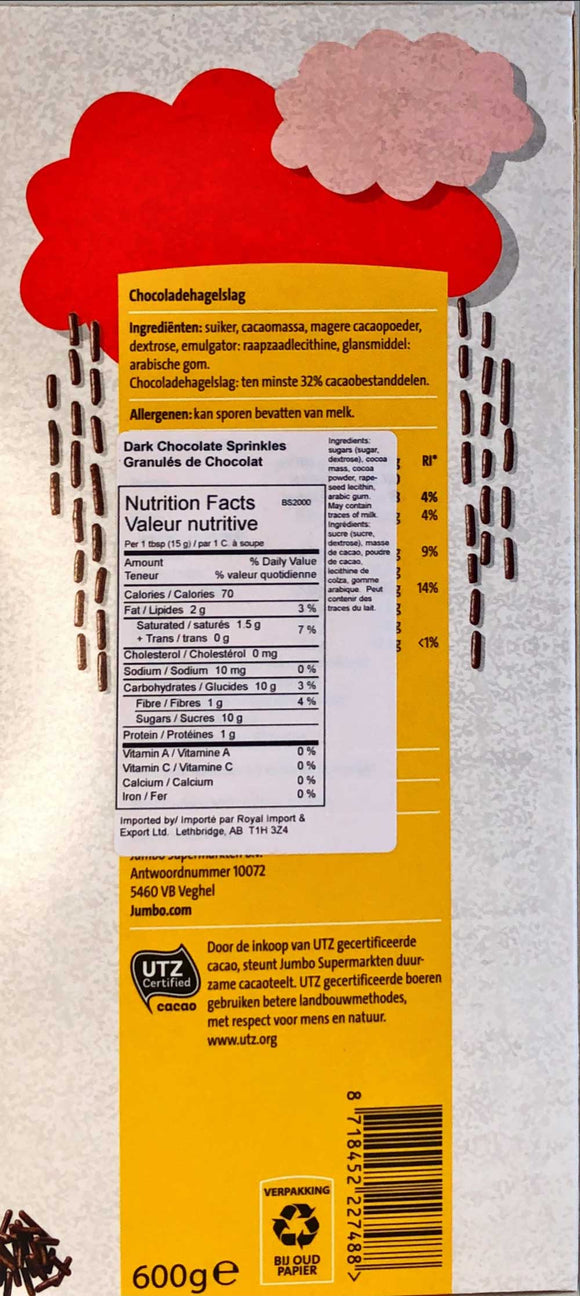 Chocoladehagelslag
Ingrediënten: suiker, cacaomassa, magere cacaopoeder,
dextrose, emulgator: raapzaadlecithine, glansmiddel:
arabische gom.
Chocoladehagelslag: ten minste 32% cacaobestanddelen.
Allergenen: kan sporen bevatten van melk.
Dark Chocolate Sprinkles
Granulés de Chocolat
Nutrition Facts BS2000
Valeur nutritive
Per 1 tbsp (15 g) / par 1 C. à soupe
Amount % Daily Value
Teneur % valeur quotidienne
Calories / Calories 70
Fat / Lipides 2 g 3 %
Saturated / saturés 1.5 g
+ Trans / trans 0 g 7 %
Cholesterol / Cholestérol 0 mg
Sodium / Sodium 10 mg 0 %
Carbohydrates / Glucides 10 g 3 %
Fibre / Fibres 1 g 4 %
Sugars / Sucres 10 g
Protein / Protéines 1 g
Vitamin A / Vitamine A 0 %
Vitamin C / Vitamine C 0 %
Calcium / Calcium 0 %
Iron / Fer 0 %
Imported by/ Importé par Royal Import &
Export Ltd. Lethbridge, AB T1H 3Z4
Ingredients:
sugars (sugar,
dextrose), cocoa
mass, cocoa
powder, rape-
seed lecithin,
arabic gum.
May contain
traces of milk.
Ingrédients:
sucre (sucre,
dextrose), masse
de cacao, poudre
de cacao,
lecithine de
colza, gomme
arabique. Peut
contenir des
traces du lait.
RI*
4%
4%
9%
14%
<1%
Antwoordnummer 10072
5460 VB Veghel
Jumbo.com
UTZ
Certified
cacao
Door de inkoop van UTZ gecertificeerde
cacao, steunt Jumbo Supermarkten duur-
zame cacaoteelt. UTZ gecertificeerde boeren
gebruiken betere landbouwmethodes,
met respect voor mens en natuur.
www.utz.org
8 718452 227488 >
VERPAKKING
BIJ OUD
PAPIER
600g e